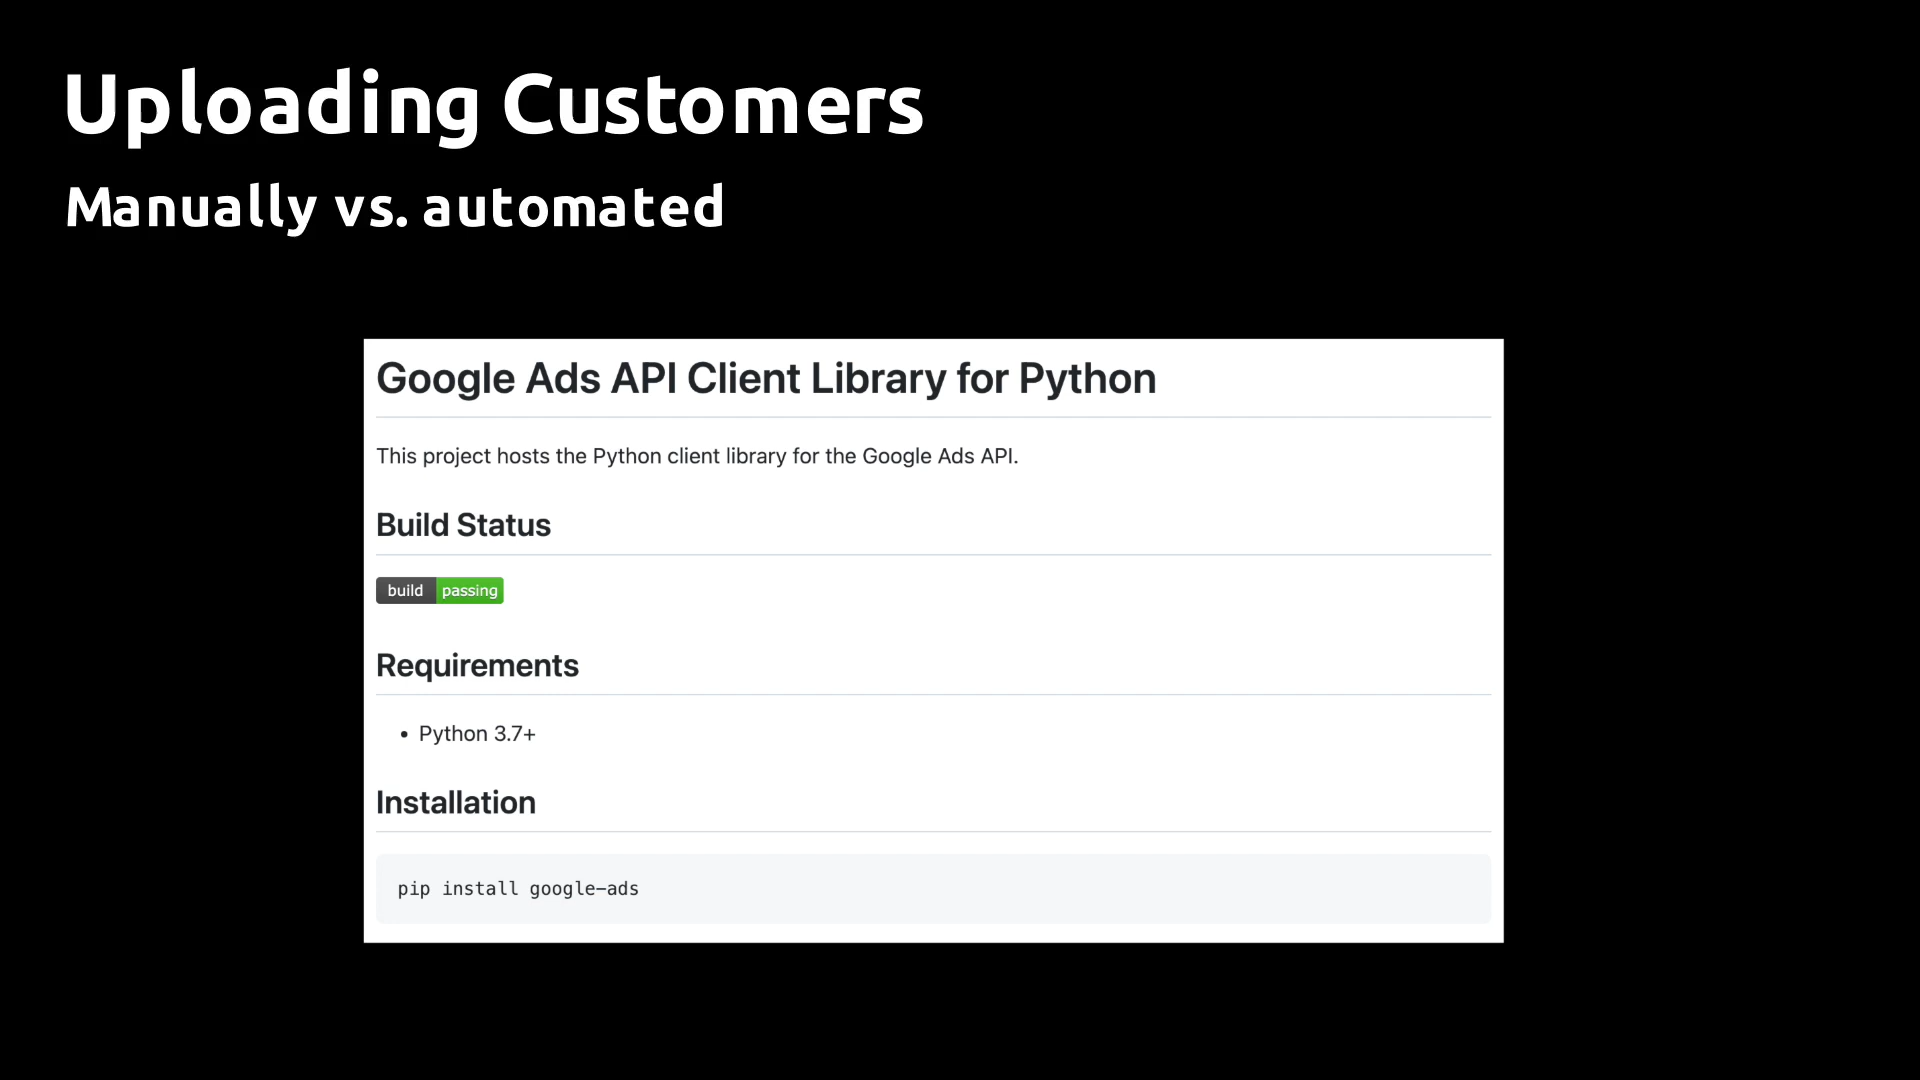 Uploading Customers
Manually vs. automated
Google Ads API Client Library for Python
This project hosts the Python client library for the Google Ads API.
Build Status
build passing
Requirements
• Python 3.7+
Installation
pip install google-ads